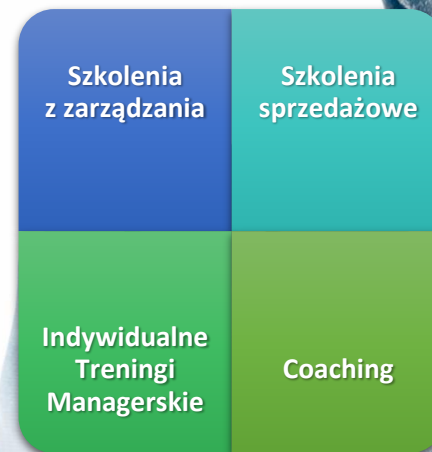 Szkolenia
z zarządzania
Szkolenia
sprzedażowe
Indywidualne
Treningi
Managerskie
Coaching